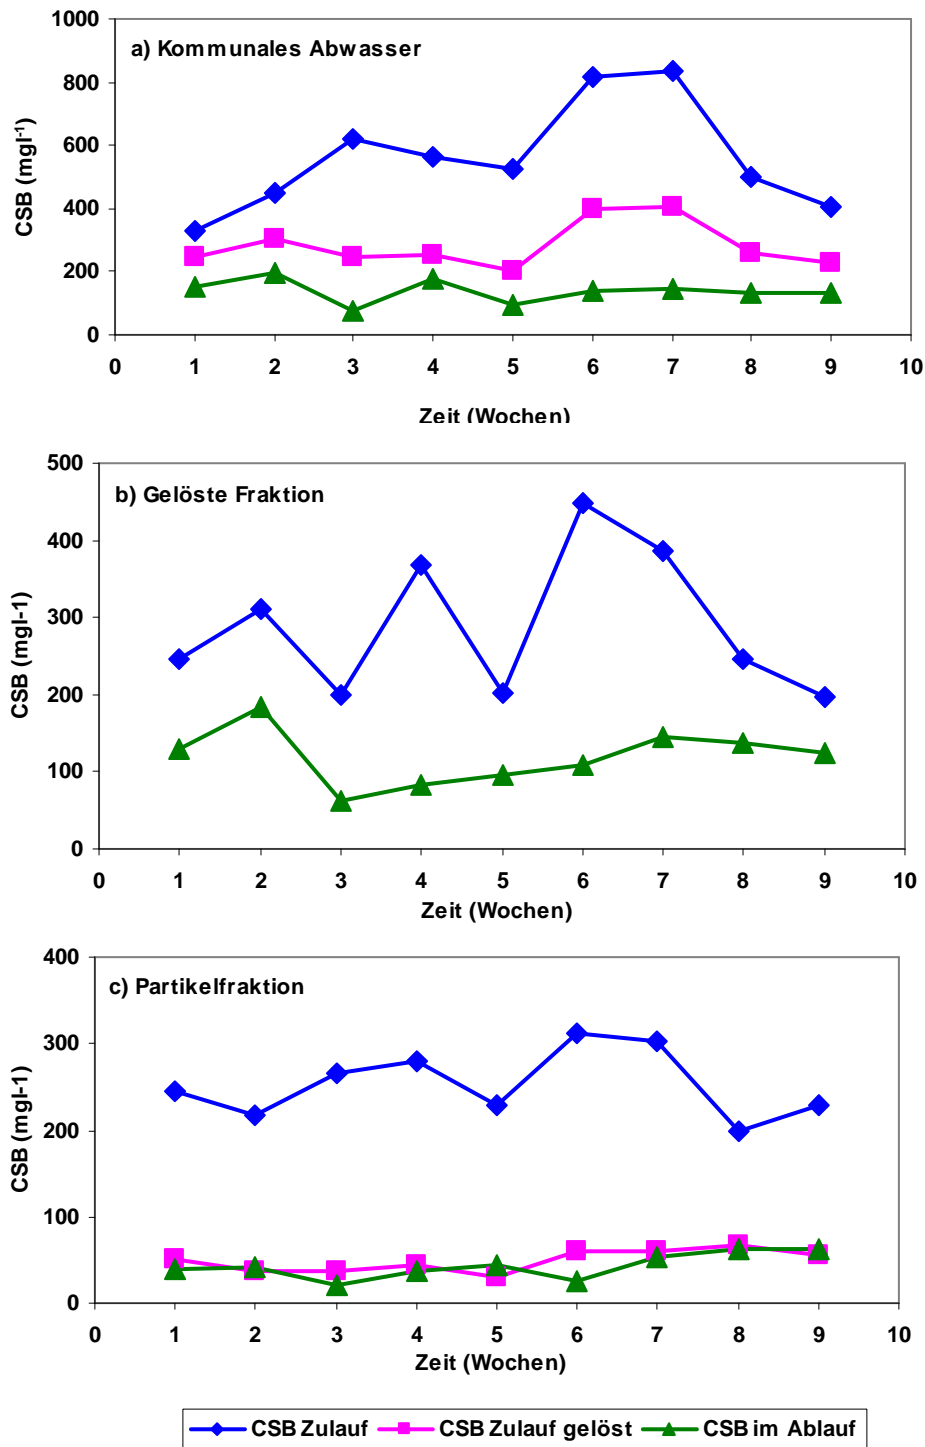 a) Kommunales Abwasser
CSB (mgl-1)
1000
800
600
400
200
0
0 1 2 3 4 5 6 7 8 9 10
Zeit (Wochen)
b) Gelöste Fraktion
CSB (mgl-1)
500
400
300
200
100
0
0 1 2 3 4 5 6 7 8 9 10
Zeit (Wochen)
c) Partikelfraktion
CSB (mgl-1)
400
300
200
100
0
0 1 2 3 4 5 6 7 8 9 10
Zeit (Wochen)
CSB Zulauf CSB Zulauf gelöst CSB im Ablauf